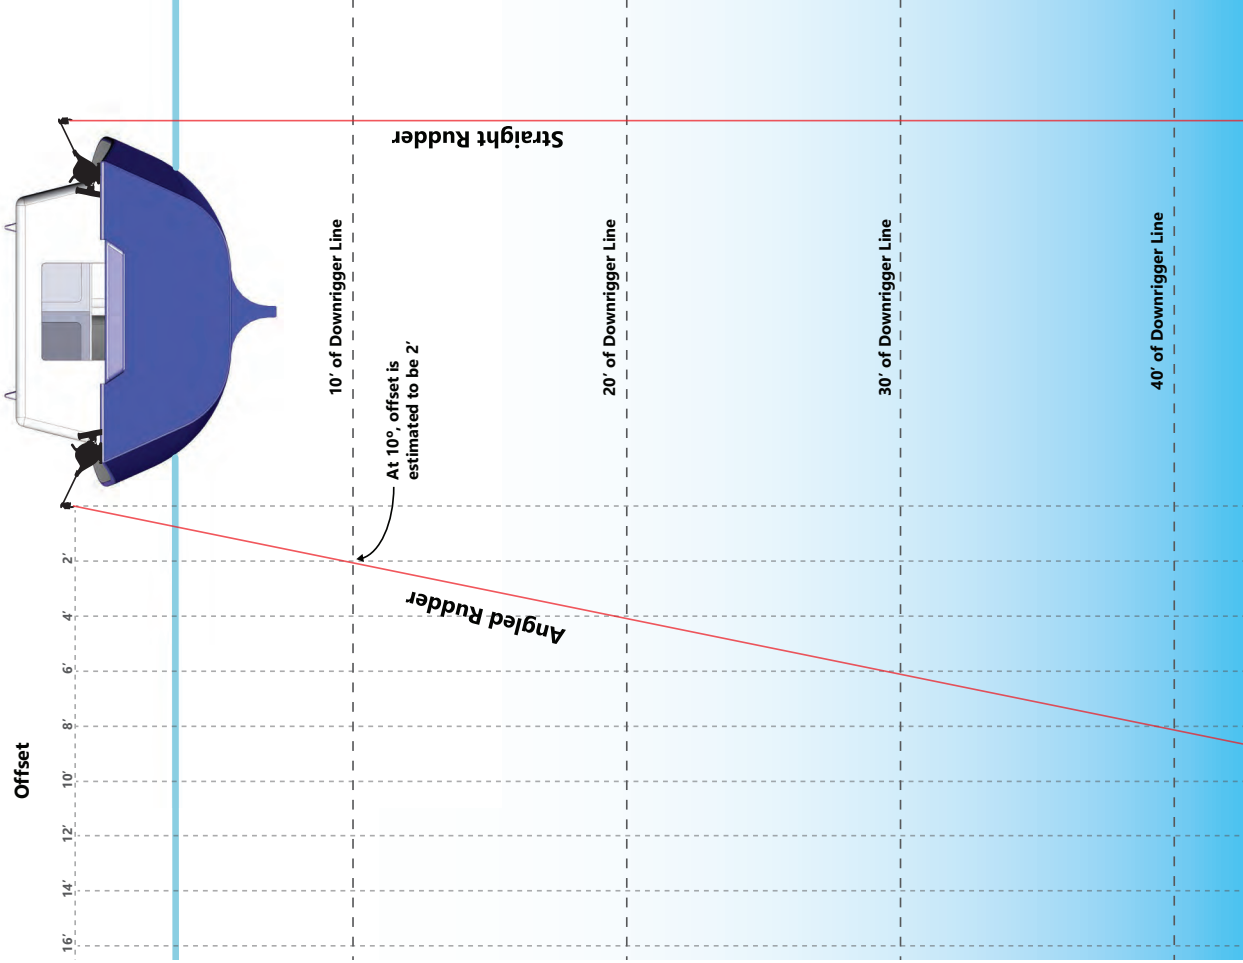 Straight Rudder
10′ of Downrigger Line
20′ of Downrigger Line
30′ of Downrigger Line
40′ of Downrigger Line
At 10º, offset is
estimated to be 2′
Angled Rudder
Offset
2′
4′
6′
8′
10′
12′
14′
16′